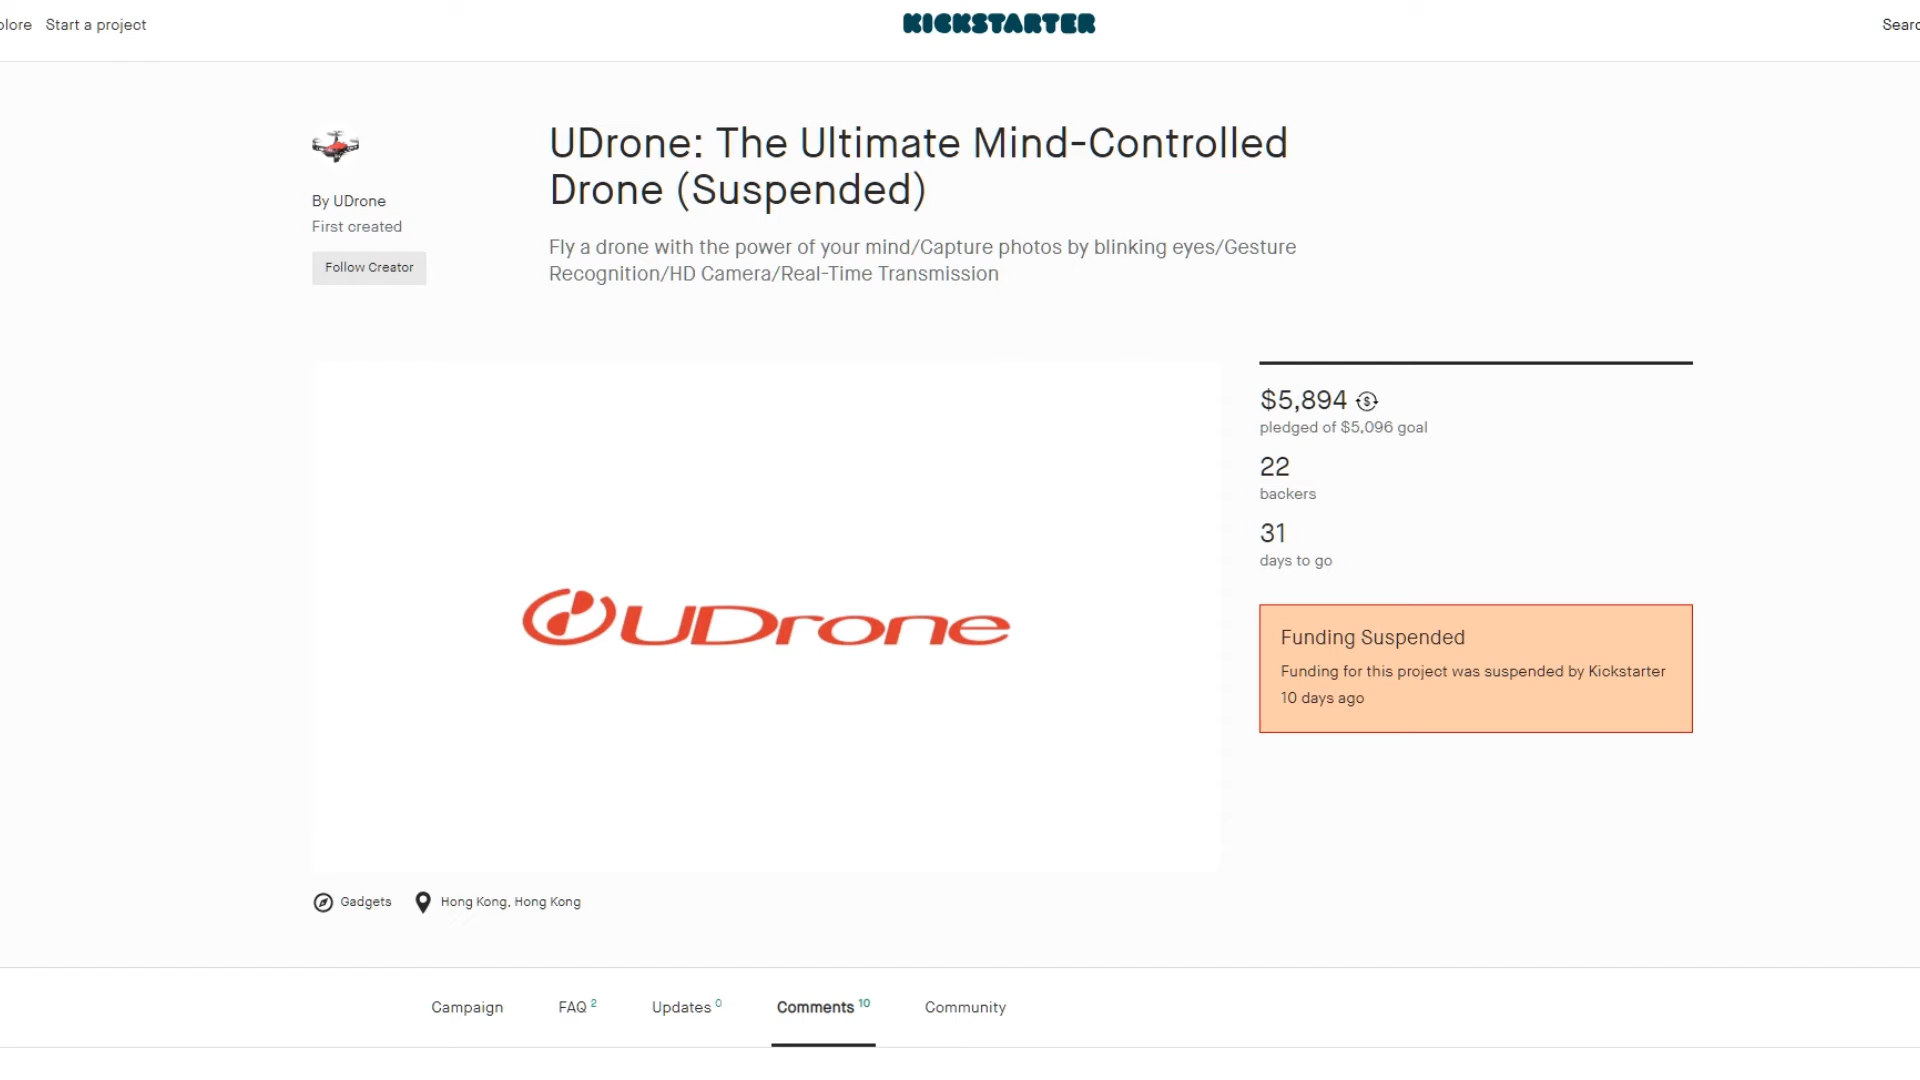 Start a project
KICKSTARTER
UDrone: The Ultimate Mind-Controlled
Drone (Suspended)
By UDrone
First created
Follow Creator
Fly a drone with the power of your mind/Capture photos by blinking eyes/Gesture
Recognition/HD Camera/Real-Time Transmission
$5,894
pledged of $5,096 goal
22
backers
31
days to go
UDrone
Funding Suspended
Funding for this project was suspended by Kickstarter
10 days ago
Gadgets
Hong Kong, Hong Kong
Campaign
FAQ 2
Updates 0
Comments 10
Community